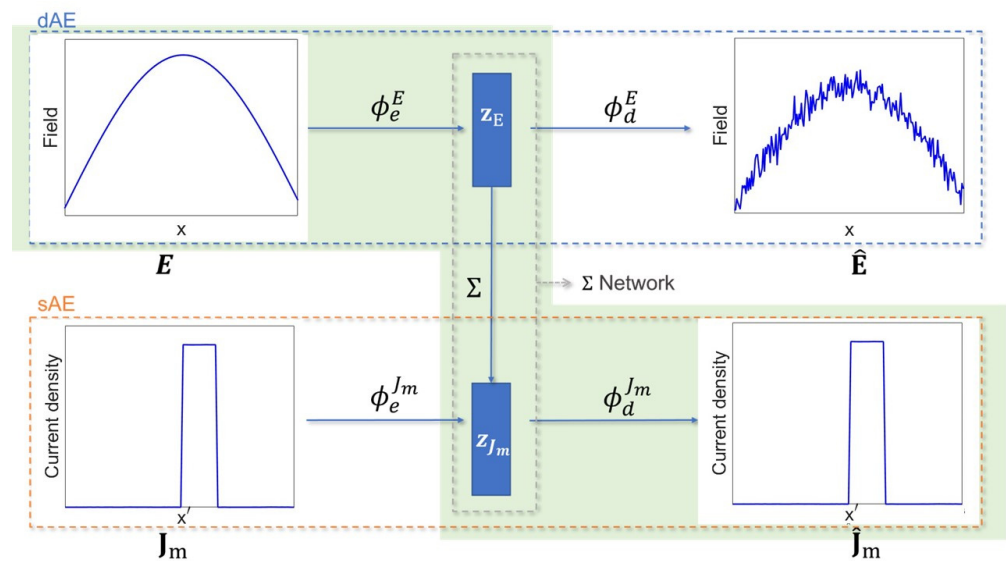 dAE
Field
x
E
ϕ_e^E
z_E
ϕ_d^E
Field
x
Ê
Σ
Σ Network
sAE
Current density
x′
J_m
ϕ_e^{J_m}
z_{J_m}
ϕ_d^{J_m}
Current density
x′
Ĵ_m